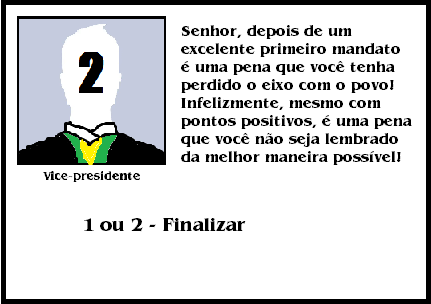 2
Vice-presidente
Senhor, depois de um
excelente primeiro mandato
é uma pena que você tenha
perdido o eixo com o povo!
Infelizmente, mesmo com
pontos positivos, é uma pena
que você não seja lembrado
da melhor maneira possível!
1 ou 2 - Finalizar